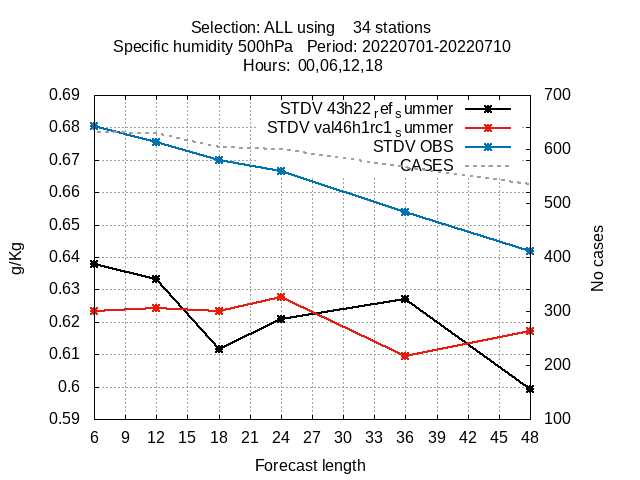 Selection: ALL using    34 stations
Specific humidity 500hPa   Period: 20220701-20220710
Hours: 00,06,12,18
STDV 43h22_ref_summer
STDV val46h1rc1_summer
STDV OBS
CASES
0.69
0.68
0.67
0.66
0.65
0.64
0.63
0.62
0.61
0.6
0.59
g/Kg
700
600
500
400
300
200
100
No cases
6 9 12 15 18 21 24 27 30 33 36 39 42 45 48
Forecast length